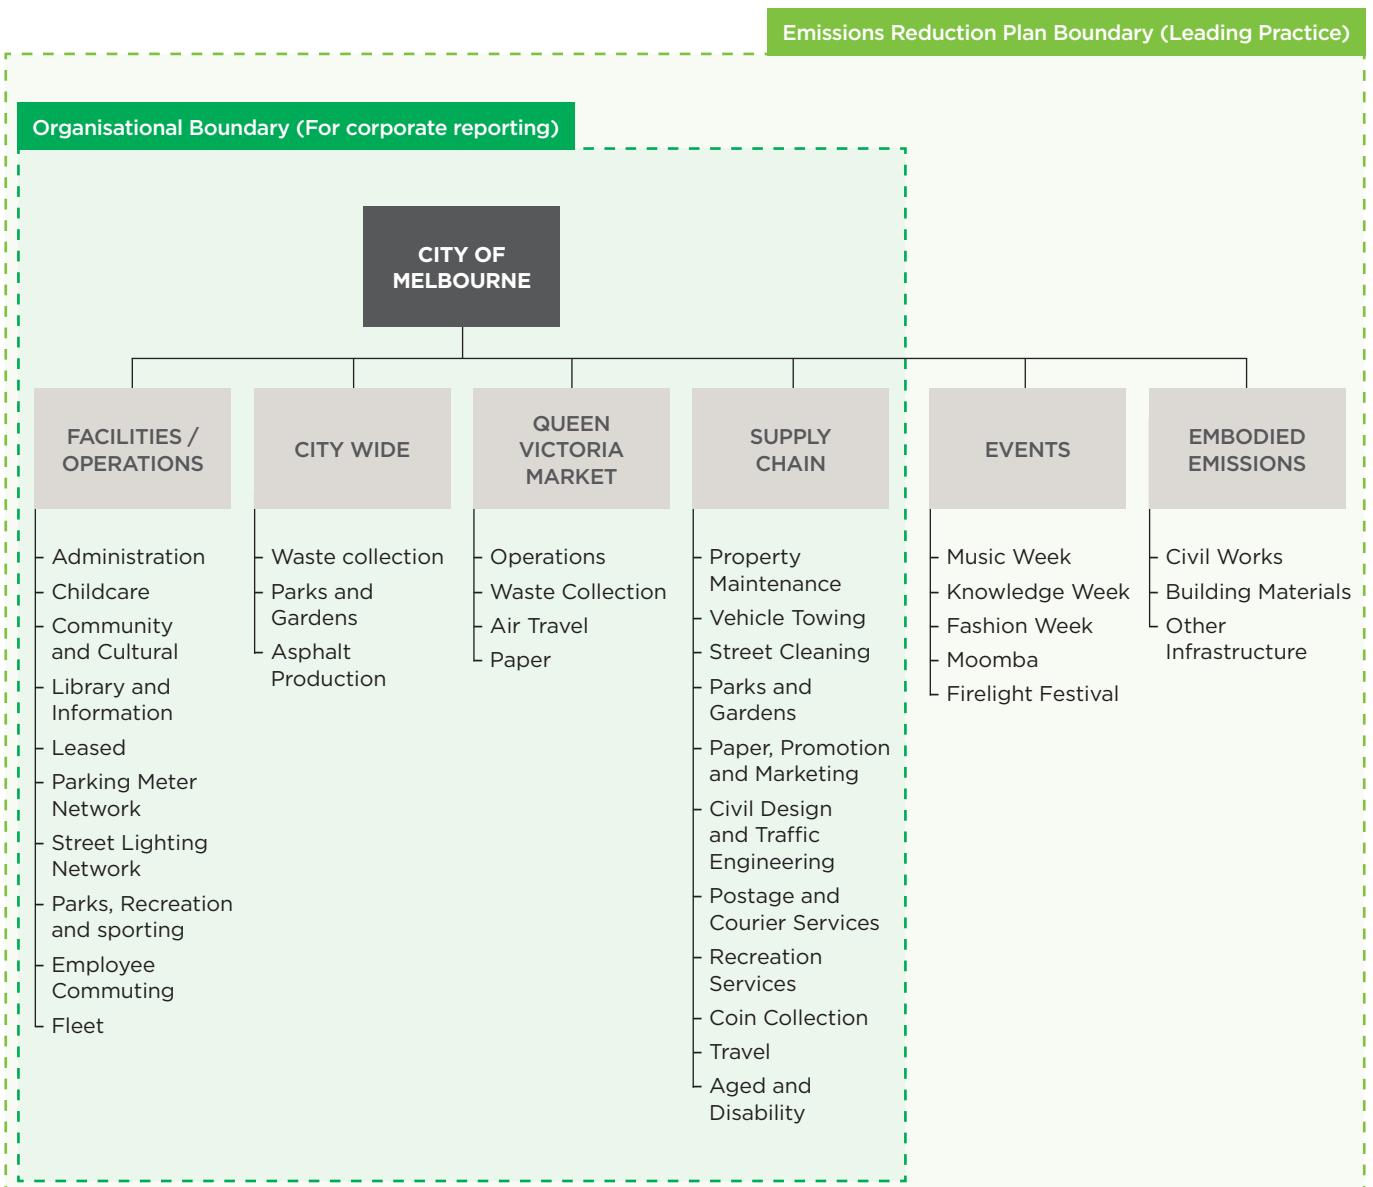 Emissions Reduction Plan Boundary (Leading Practice)
Organisational Boundary (For corporate reporting)
CITY OF
MELBOURNE
FACILITIES /
OPERATIONS
Administration
Childcare
Community
and Cultural
Library and
Information
Leased
Parking Meter
Network
Street Lighting
Network
Parks, Recreation
and sporting
Employee
Commuting
Fleet
CITY WIDE
Waste collection
Parks and
Gardens
Asphalt
Production
QUEEN
VICTORIA
MARKET
Operations
Waste Collection
Air Travel
Paper
SUPPLY
CHAIN
Property
Maintenance
Vehicle Towing
Street Cleaning
Parks and
Gardens
Paper, Promotion
and Marketing
Civil Design
and Traffic
Engineering
Postage and
Courier Services
Recreation
Services
Coin Collection
Travel
Aged and
Disability
EVENTS
Music Week
Knowledge Week
Fashion Week
Moomba
Firelight Festival
EMBODIED
EMISSIONS
Civil Works
Building Materials
Other
Infrastructure